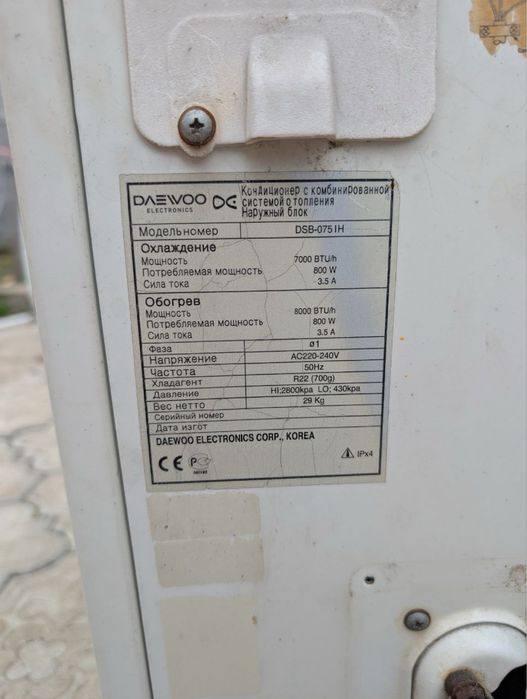 DAEWOO ELECTRONICS
Кондиционер с комбинированной
системой отопления
Наружный блок
Модель номер DSB-075 IH
Охлаждение
Мощность 7000 BTU/h
Потребляемая мощность 800 W
Сила тока 3.5 A
Обогрев
Мощность 8000 BTU/h
Потребляемая мощность 800 W
Сила тока 3.5 A
Фаза ø1
Напряжение AC220-240V
Частота 50Hz
Хладагент R22 (700g)
Давление HI;2800kpa LO; 430kpa
Вес нетто 29 Kg
Серийный номер
Дата изгот
DAEWOO ELECTRONICS CORP., KOREA
CE IPx4